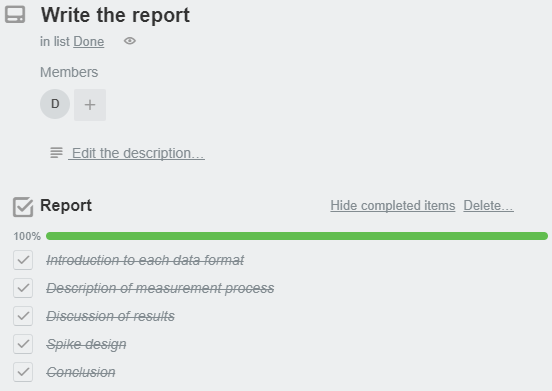 Write the report
in list Done
Members
D +
Edit the description…
Report Hide completed items Delete…
100%
Introduction to each data format
Description of measurement process
Discussion of results
Spike design
Conclusion